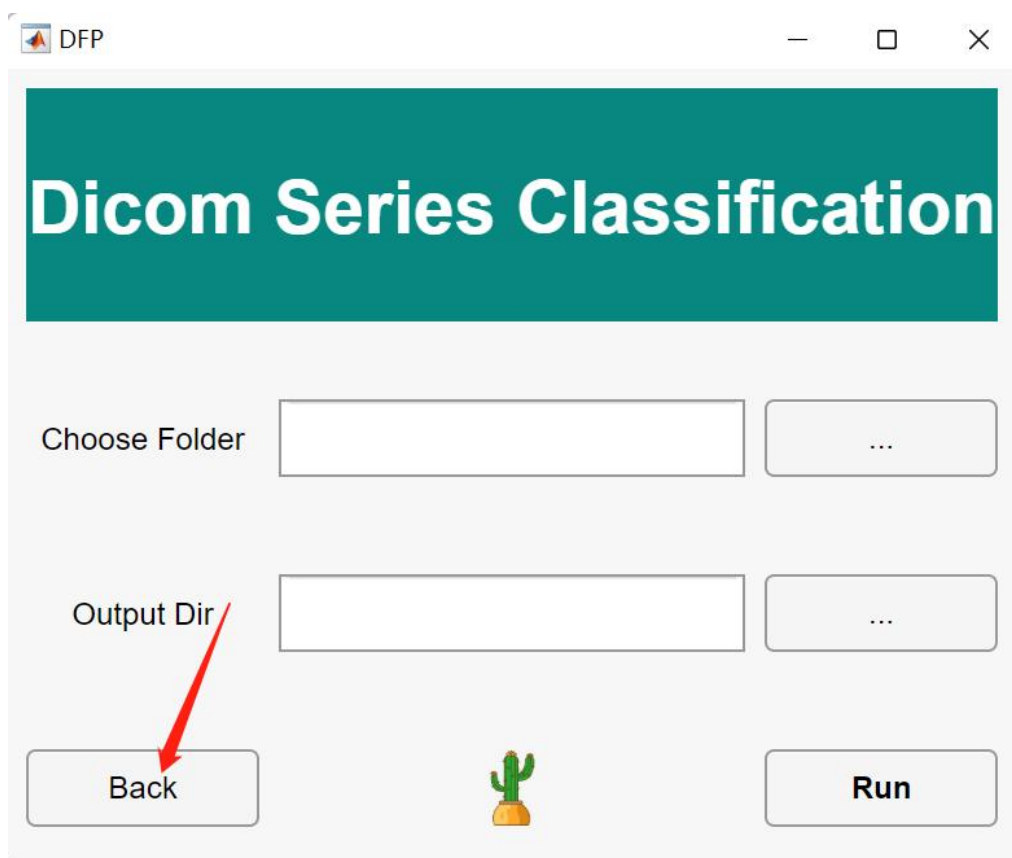 DFP
Dicom Series Classification
Choose Folder
...
Output Dir
...
Back
Run